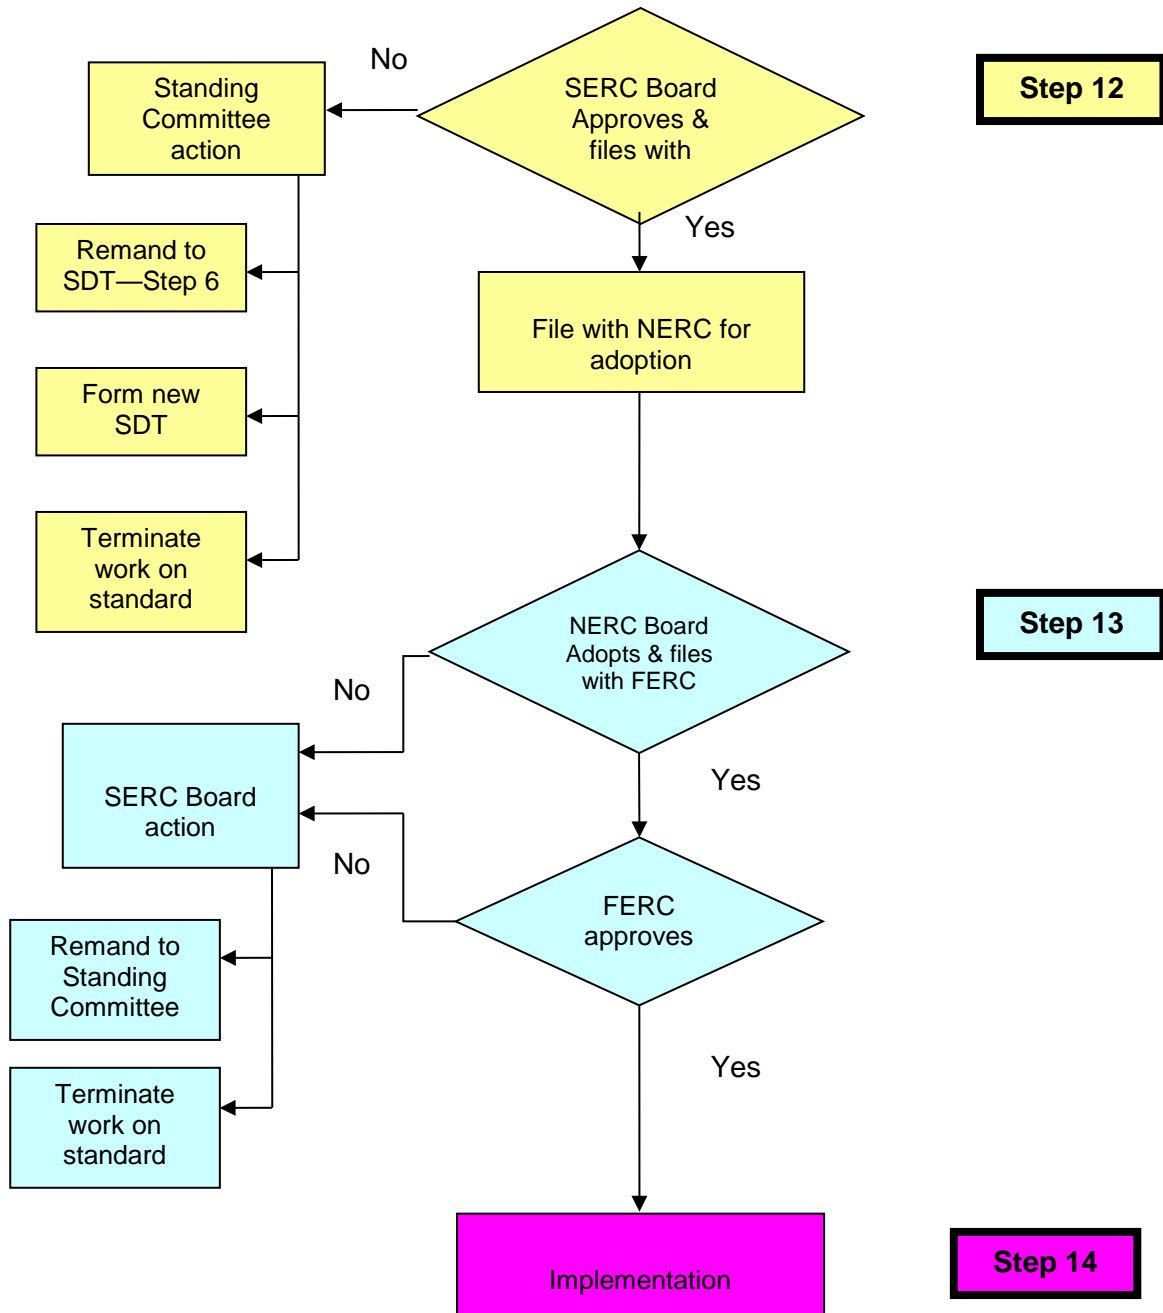 No
Standing
Committee
action
SERC Board
Approves &
files with
Step 12
Yes
Remand to
SDT—Step 6
File with NERC for
adoption
Form new
SDT
Terminate
work on
standard
NERC Board
Adopts & files
with FERC
Step 13
No
Yes
SERC Board
action
No
FERC
approves
Remand to
Standing
Committee
Yes
Terminate
work on
standard
Implementation
Step 14